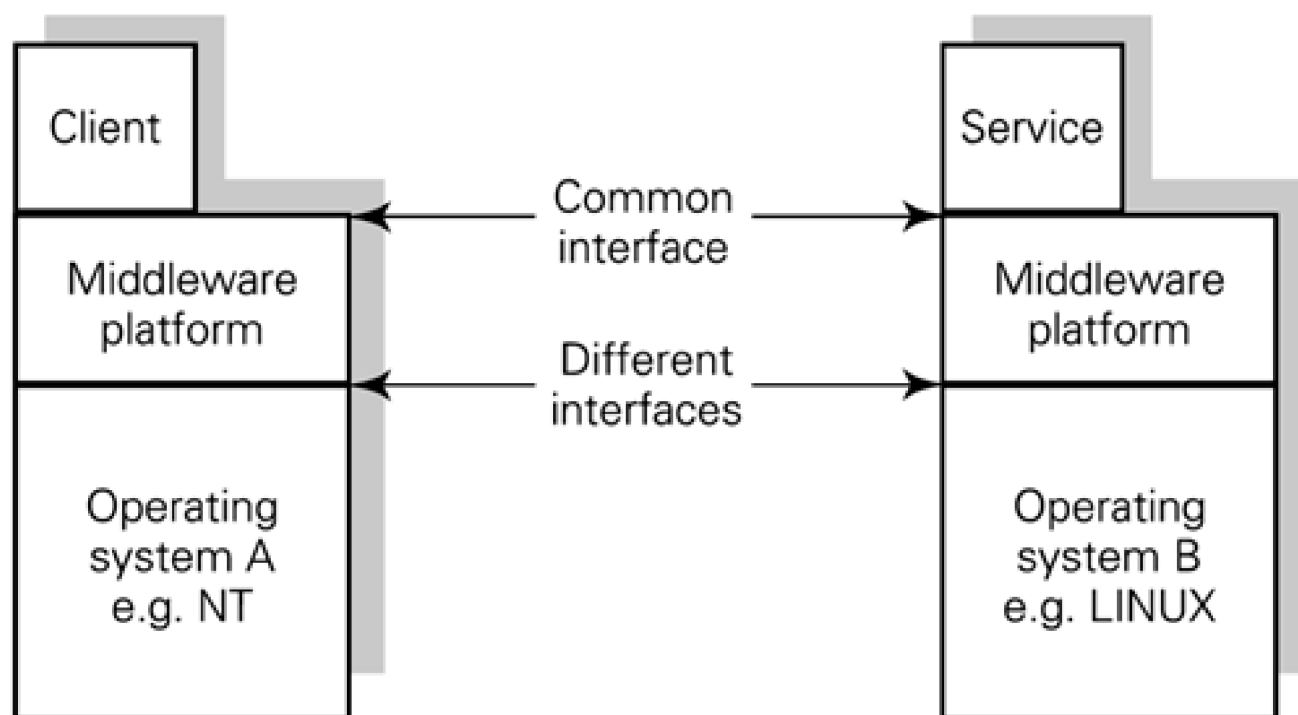 Client
Service
Common
interface
Middleware
platform
Middleware
platform
Different
interfaces
Operating
system A
e.g. NT
Operating
system B
e.g. LINUX